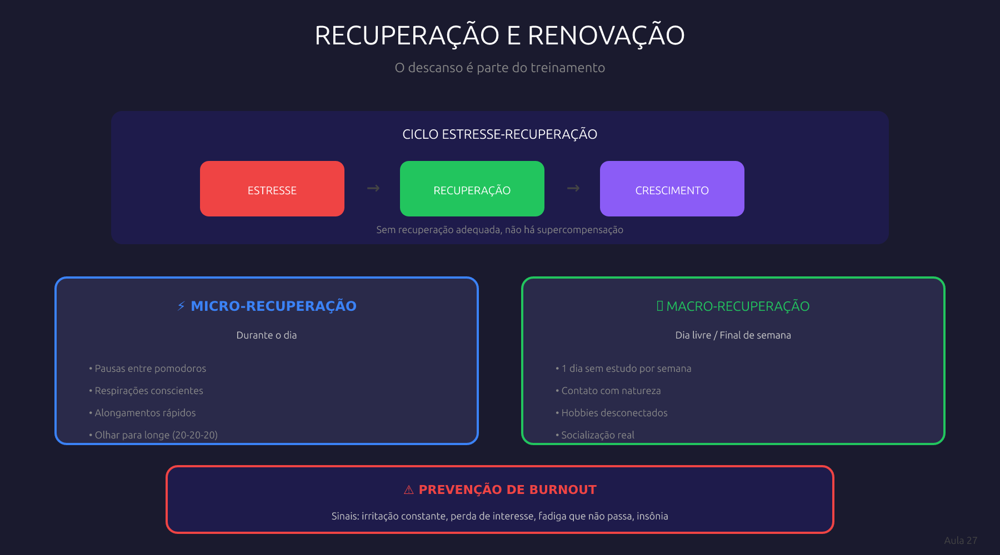 RECUPERAÇÃO E RENOVAÇÃO
O descanso é parte do treinamento
CICLO ESTRESSE-RECUPERAÇÃO
ESTRESSE → RECUPERAÇÃO → CRESCIMENTO
Sem recuperação adequada, não há supercompensação
⚡ MICRO-RECUPERAÇÃO
Durante o dia
• Pausas entre pomodoros
• Respirações conscientes
• Alongamentos rápidos
• Olhar para longe (20-20-20)
MACRO-RECUPERAÇÃO
Dia livre / Final de semana
• 1 dia sem estudo por semana
• Contato com natureza
• Hobbies desconectados
• Socialização real
⚠ PREVENÇÃO DE BURNOUT
Sinais: irritação constante, perda de interesse, fadiga que não passa, insônia
Aula 27